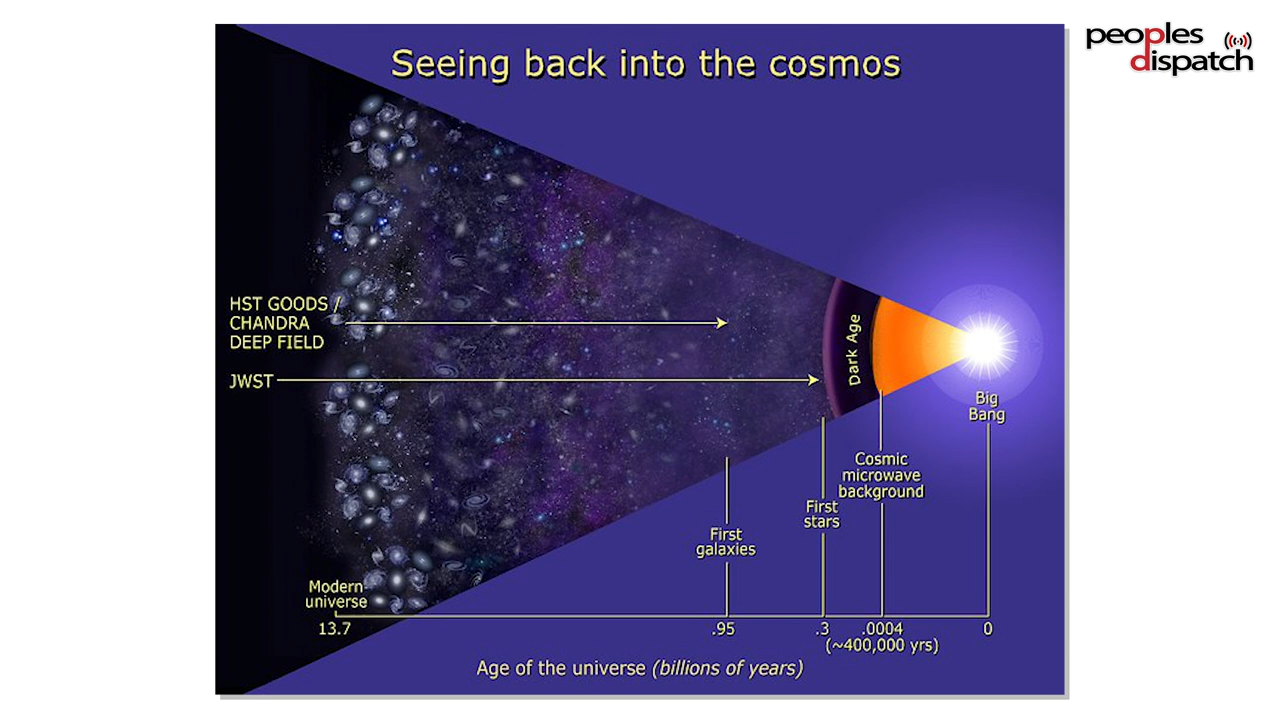 peoples
dispatch
Seeing back into the cosmos
HST GOODS /
CHANDRA
DEEP FIELD
JWST
Dark Age
Big
Bang
Cosmic
microwave
background
First
stars
First
galaxies
Modern
universe
13.7
.95
.3
.0004
(~400,000 yrs)
0
Age of the universe (billions of years)